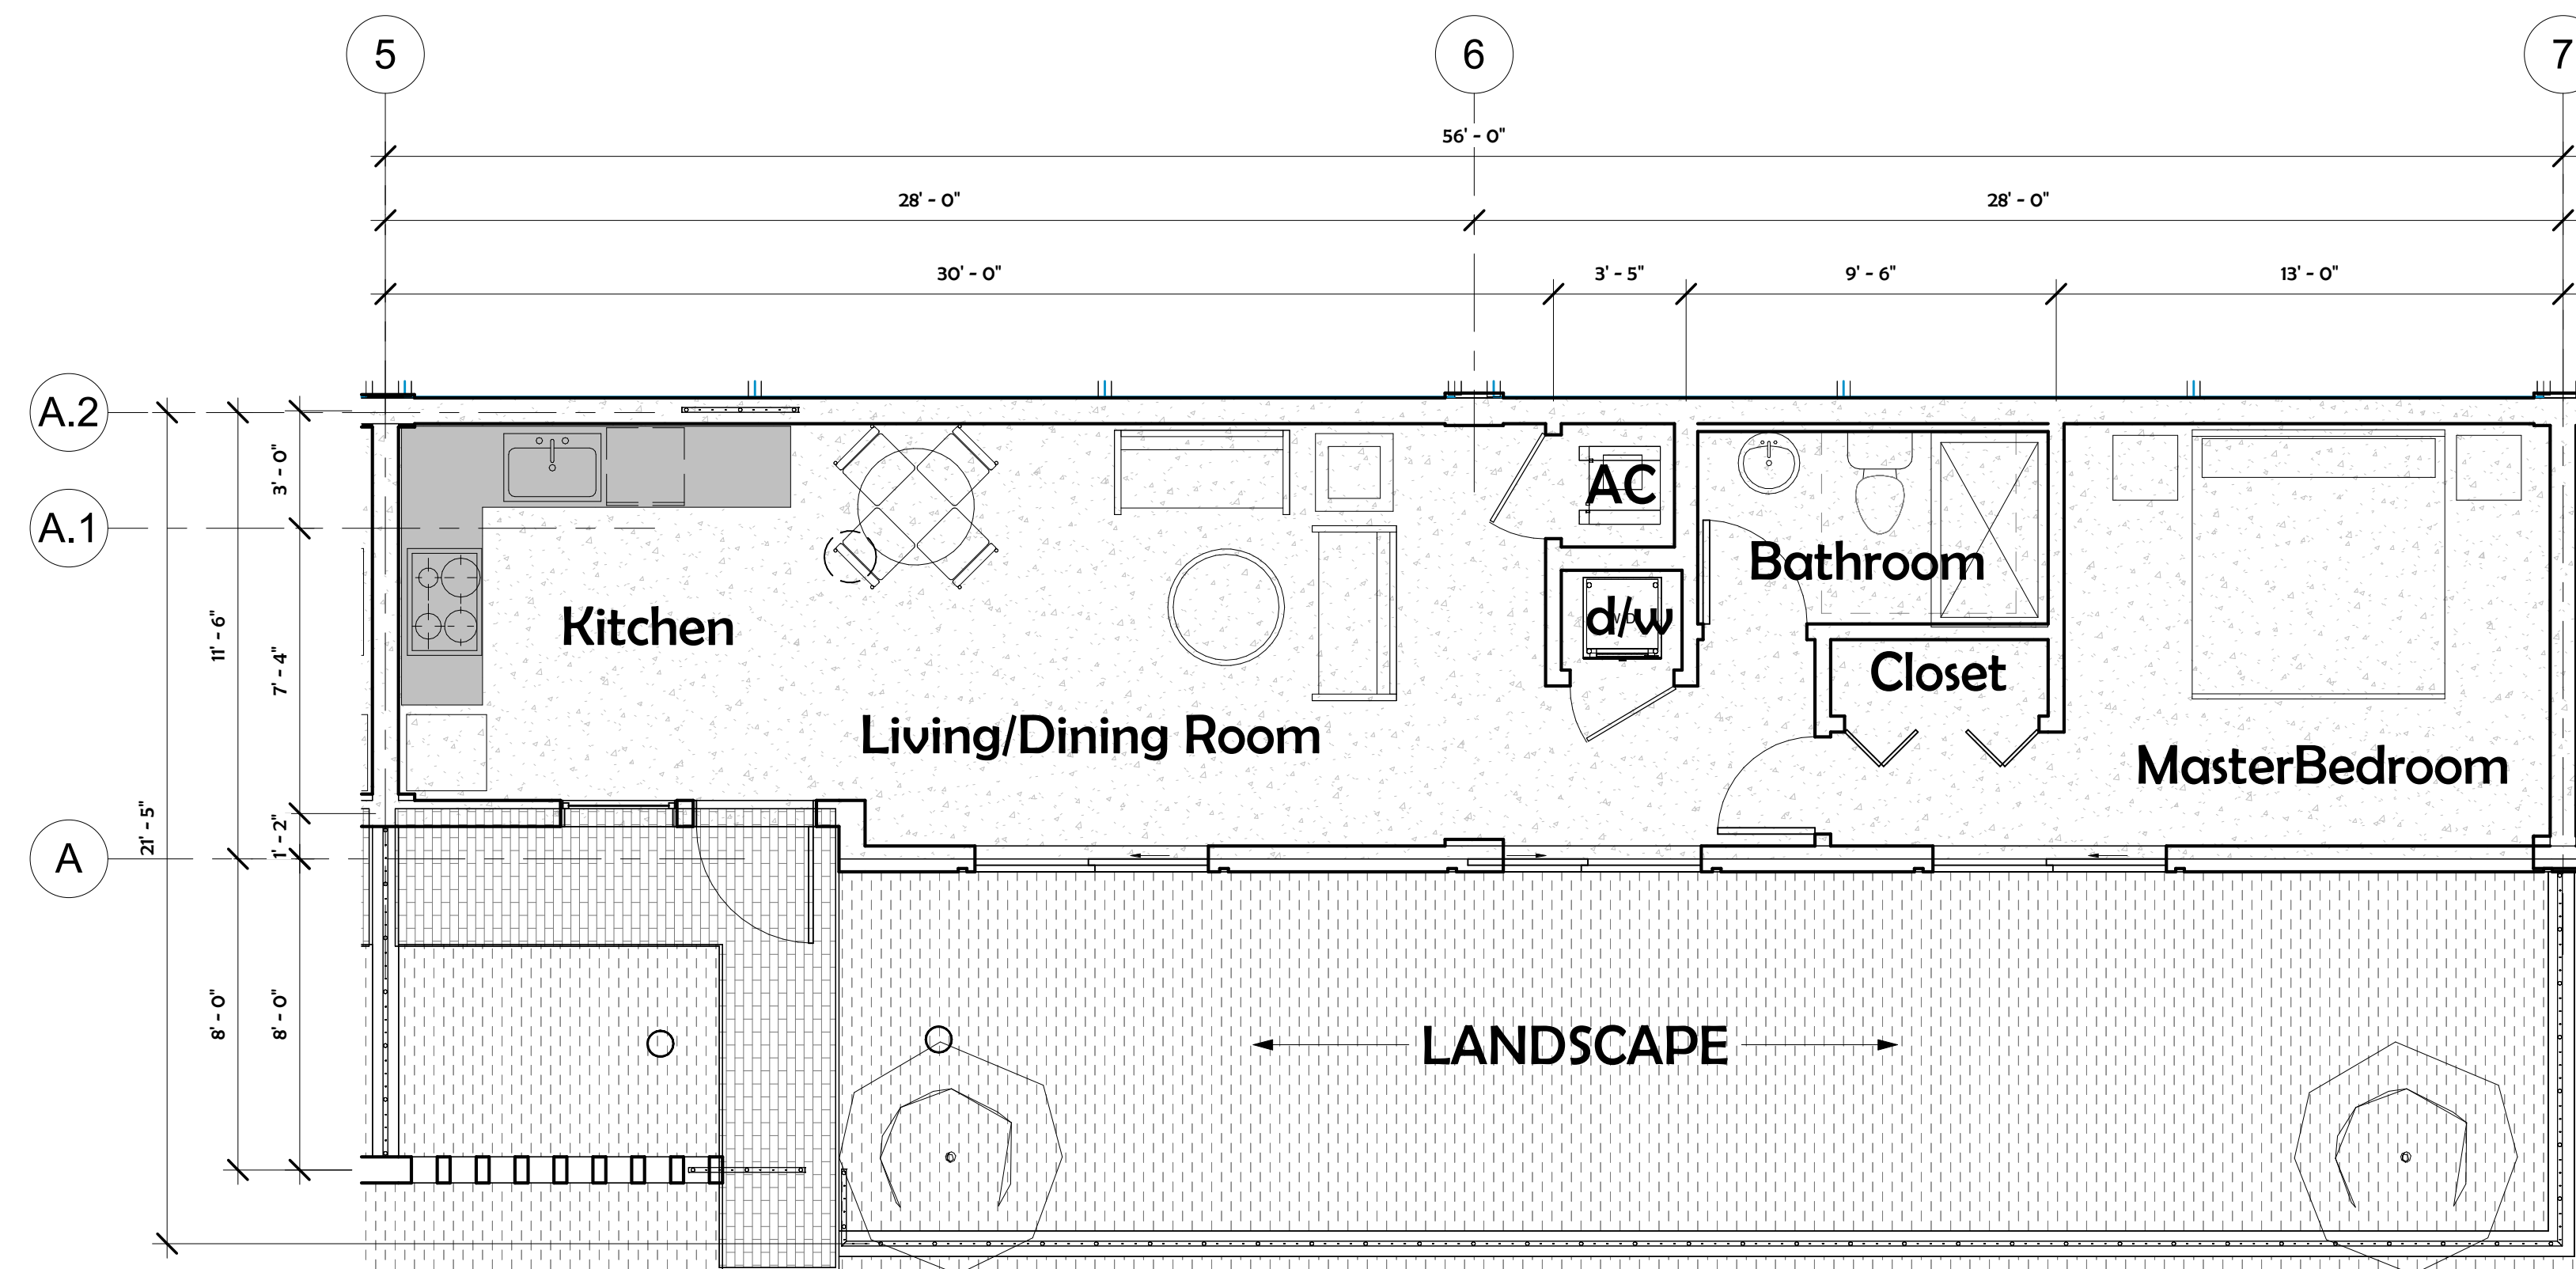 5
6
7
56' - 0"
28' - 0"
28' - 0"
30' - 0"
3' - 5"
9' - 6"
13' - 0"
A.2
3' - 0"
AC
A.1
Bathroom
11' - 6"
Kitchen
d/w
7' - 4"
Closet
Living/Dining Room
MasterBedroom
21' - 5"
1' - 2"
A
8' - 0"
8' - 0"
LANDSCAPE